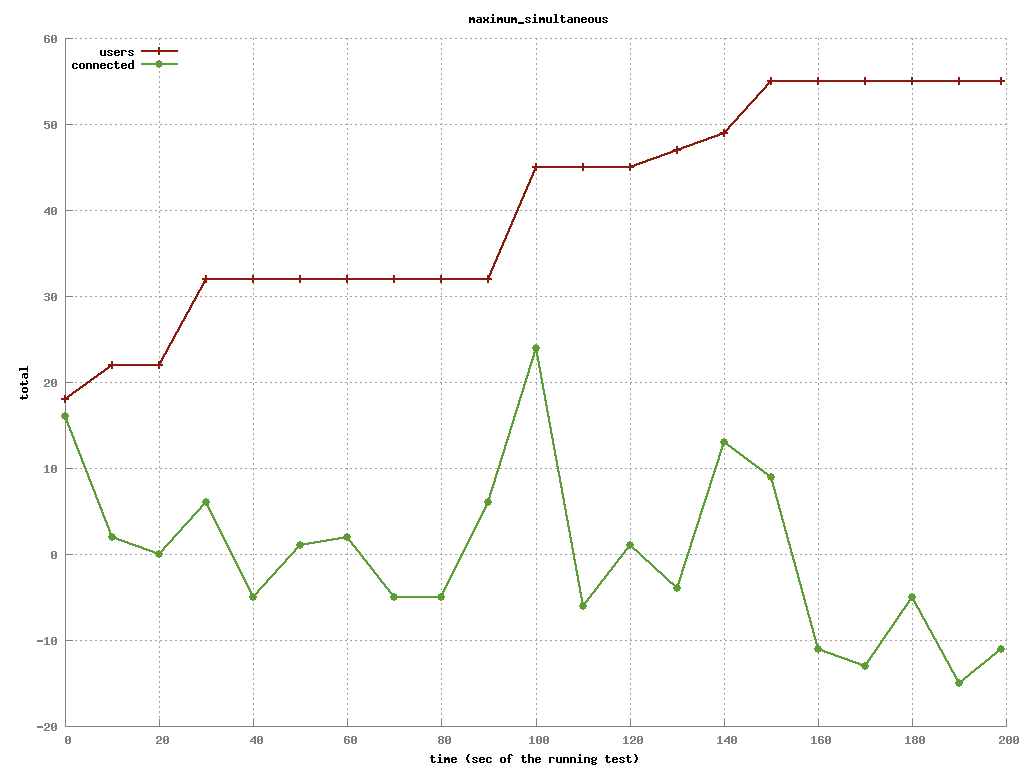 maximum_simultaneous
users
connected
60
50
40
30
20
10
0
-10
-20
total
0 20 40 60 80 100 120 140 160 180 200
time (sec of the running test)